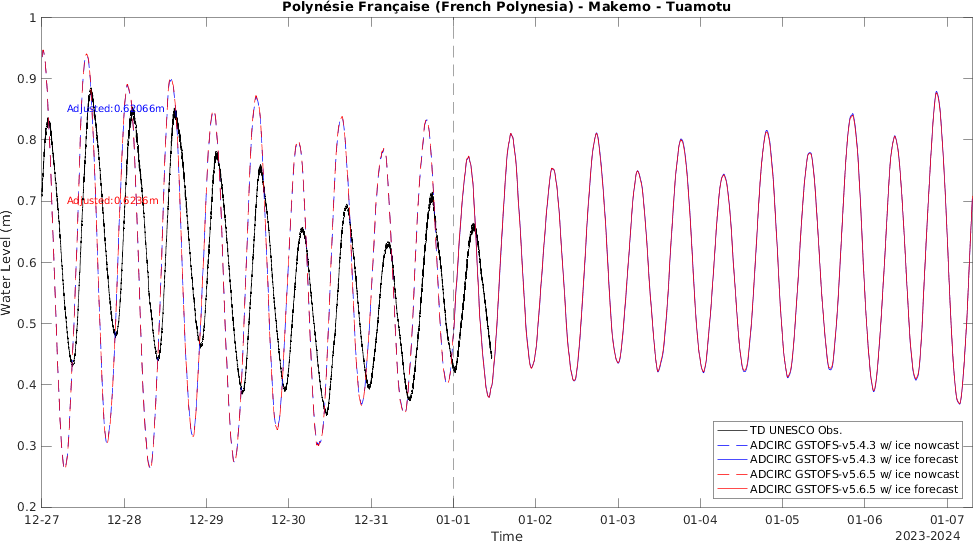 Polynésie Française (French Polynesia) - Makemo - Tuamotu
1
0.9
0.8
0.7
0.6
0.5
0.4
0.3
0.2
Water Level (m)
Adjusted:0.62066m
Adjusted:0.6235m
TD UNESCO Obs.
ADCIRC GSTOFS-v5.4.3 w/ ice nowcast
ADCIRC GSTOFS-v5.4.3 w/ ice forecast
ADCIRC GSTOFS-v5.6.5 w/ ice nowcast
ADCIRC GSTOFS-v5.6.5 w/ ice forecast
12-27 12-28 12-29 12-30 12-31 01-01 01-02 01-03 01-04 01-05 01-06 01-07
Time
2023-2024